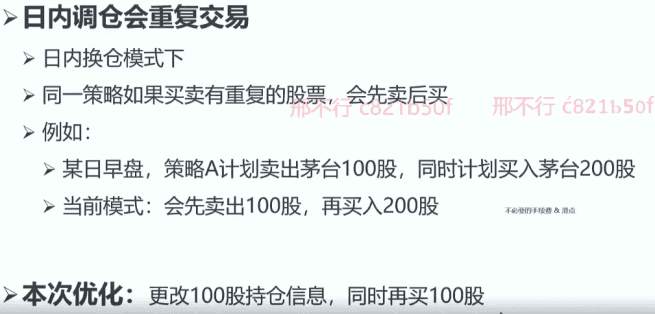 ➢日内调仓会重复交易
➢ 日内换仓模式下
➢ 同一策略如果买卖有重复的股票，会先卖后买
邢不行 c821b50f 邢不行 c821b50f
➢ 例如：
➢ 某日早盘，策略A计划卖出茅台100股，同时计划买入茅台200股
➢ 当前模式：会先卖出100股，再买入200股 不必要的手续费 & 滑点
➢本次优化：更改100股持仓信息，同时再买100股